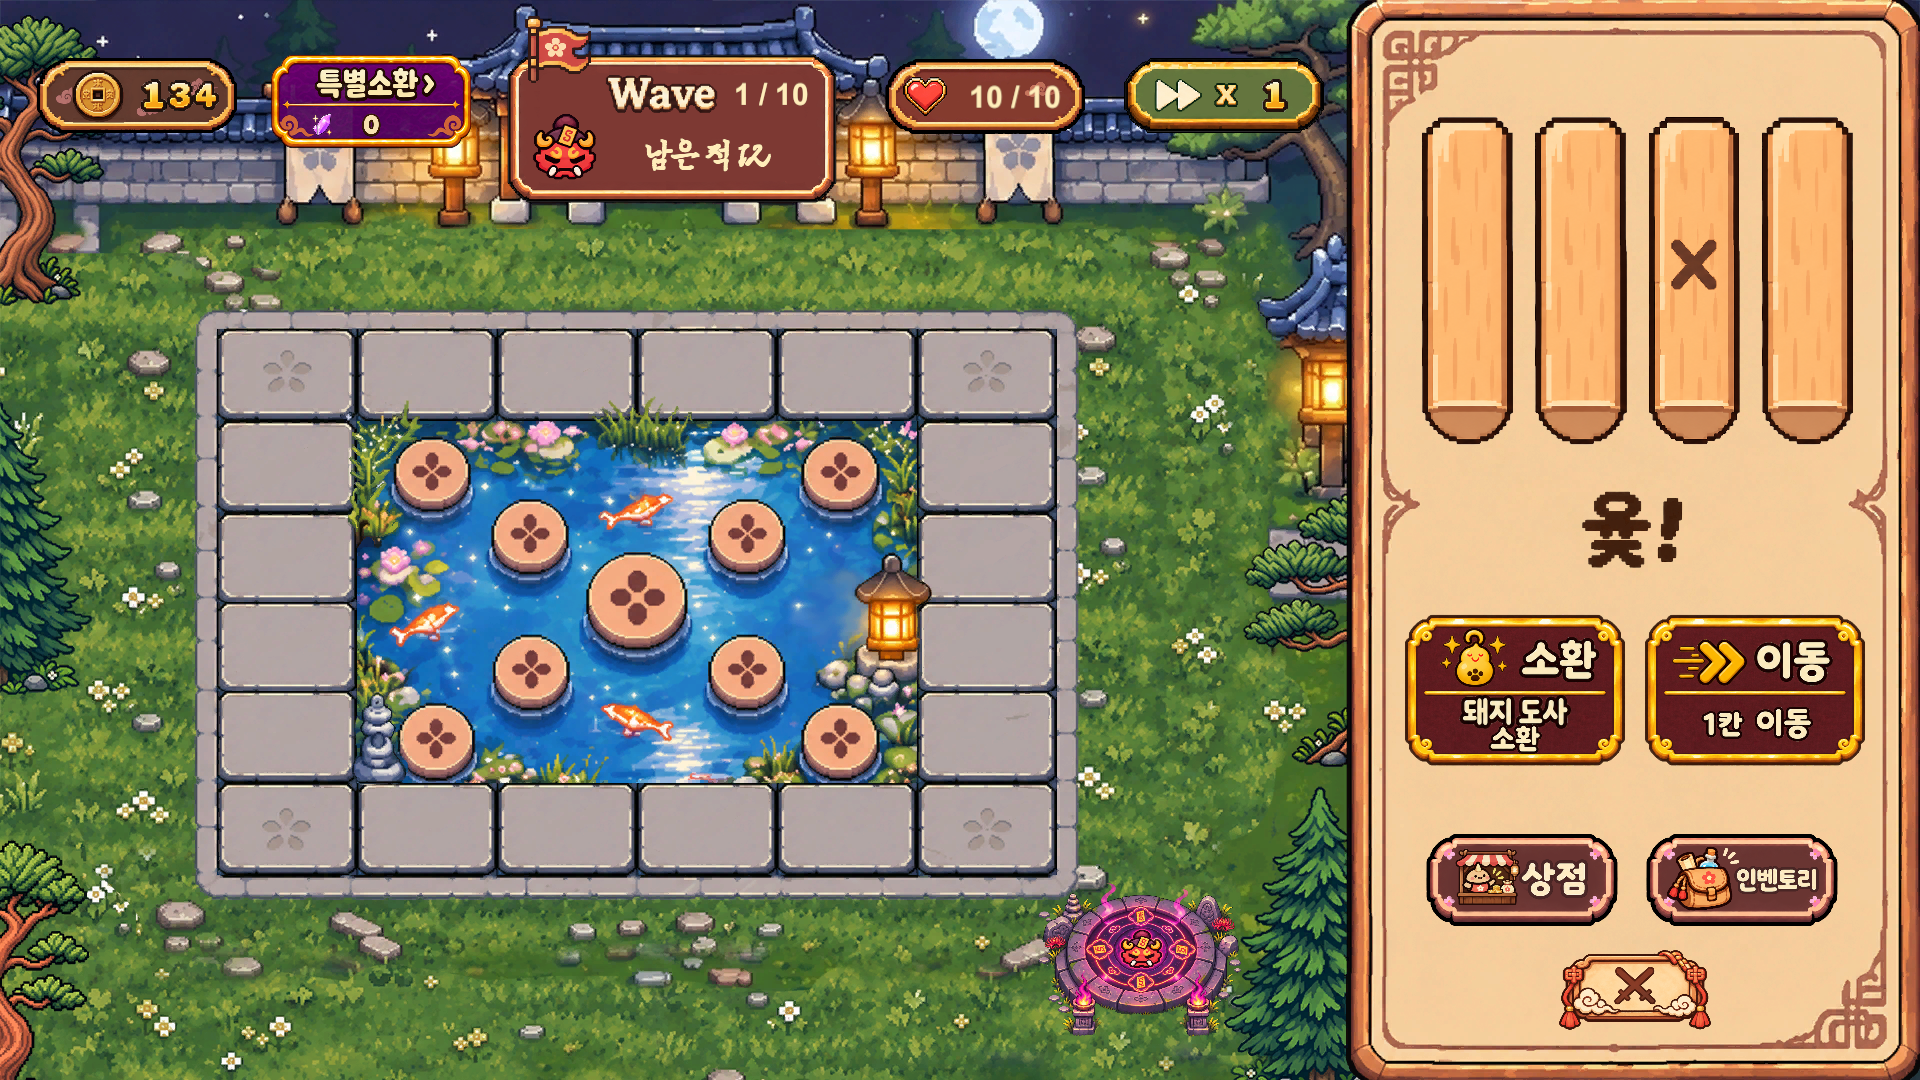 134
특별소환>
0
Wave 1 / 10
남은적 12
10 / 10
x 1
윷!
소환
돼지 도사
소환
이동
1칸 이동
상점
인벤토리